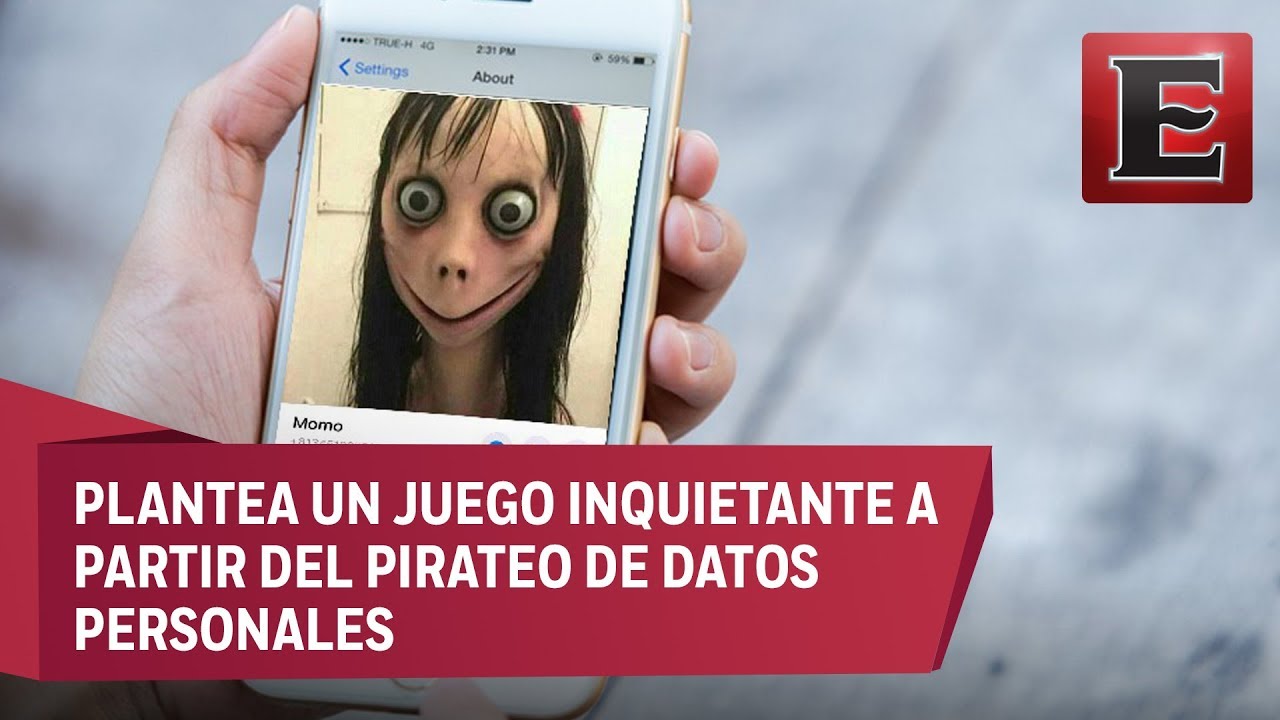 TRUE-H 4G 2:31 PM 59%
Settings
About
Momo
E
PLANTEA UN JUEGO INQUIETANTE A
PARTIR DEL PIRATEO DE DATOS
PERSONALES